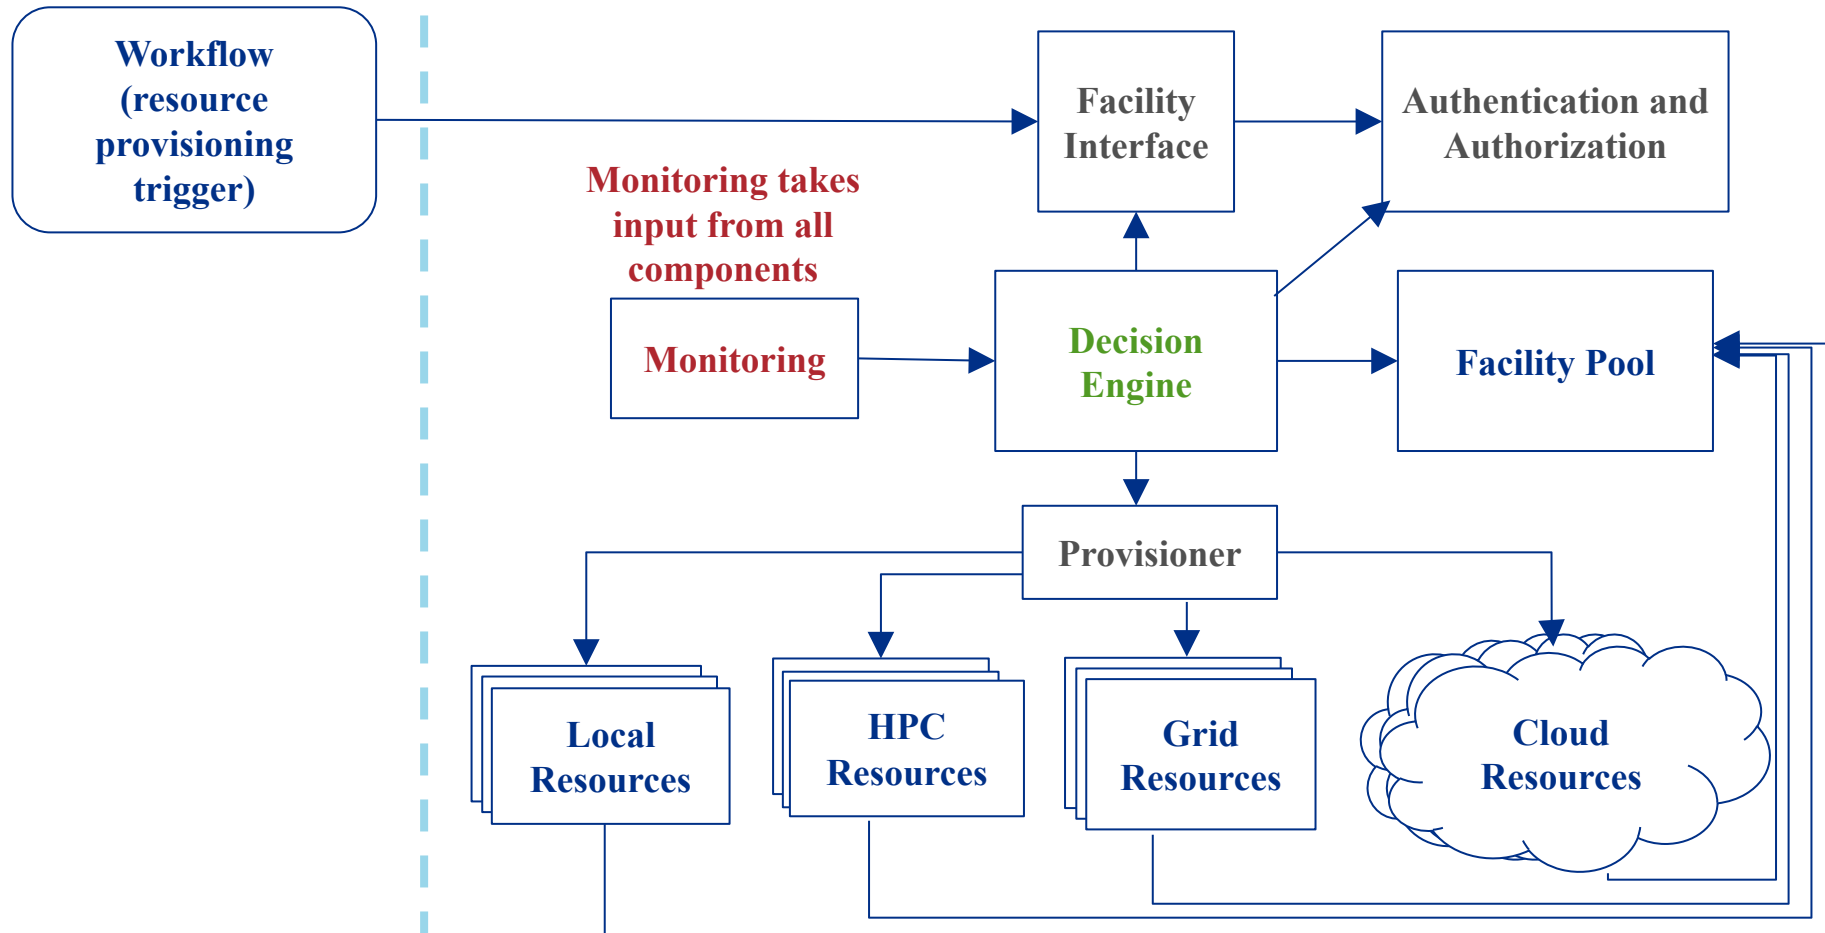 Workflow
(resource
provisioning
trigger)
Facility
Interface
Authentication and
Authorization
Monitoring takes
input from all
components
Monitoring
Decision
Engine
Facility Pool
Provisioner
Local
Resources
HPC
Resources
Grid
Resources
Cloud
Resources